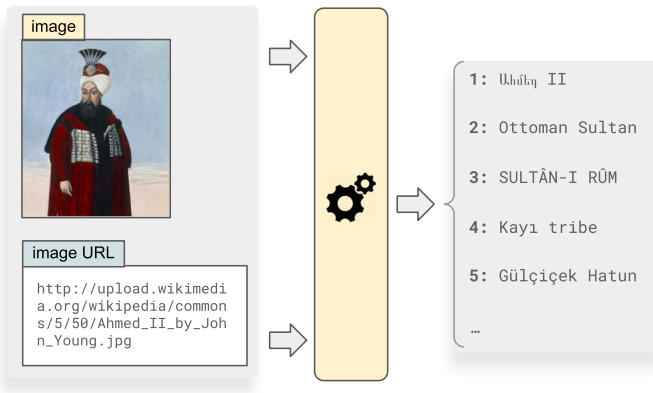 image
image URL
http://upload.wikimedi
a.org/wikipedia/common
s/5/50/Ahmed_II_by_Joh
n_Young.jpg
1: Ահմեդ II
2: Ottoman Sultan
3: SULTÂN-I RÛM
4: Kayı tribe
5: Gülçiçek Hatun
…